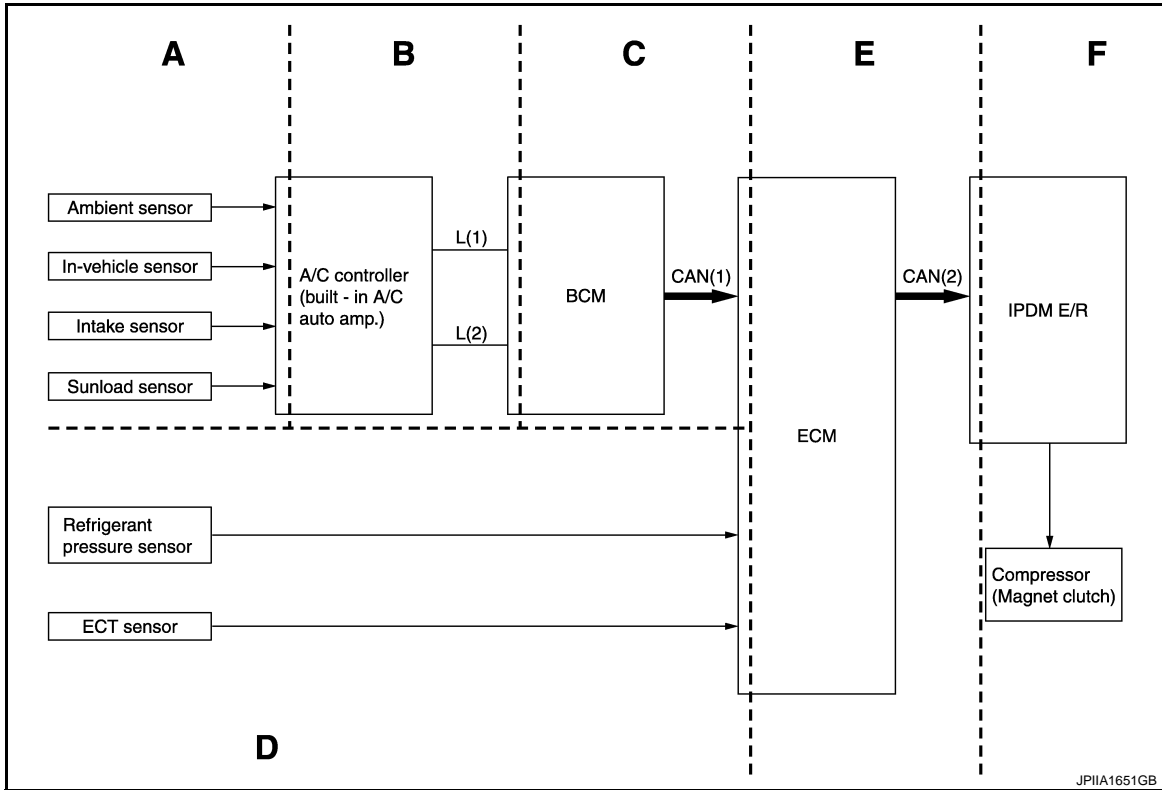 A
B
C
E
F
Ambient sensor
In-vehicle sensor
Intake sensor
Sunload sensor
A/C controller
(built - in A/C
auto amp.)
L(1)
L(2)
BCM
CAN(1)
ECM
CAN(2)
IPDM E/R
Refrigerant
pressure sensor
ECT sensor
Compressor
(Magnet clutch)
D
JPIIA1651GB